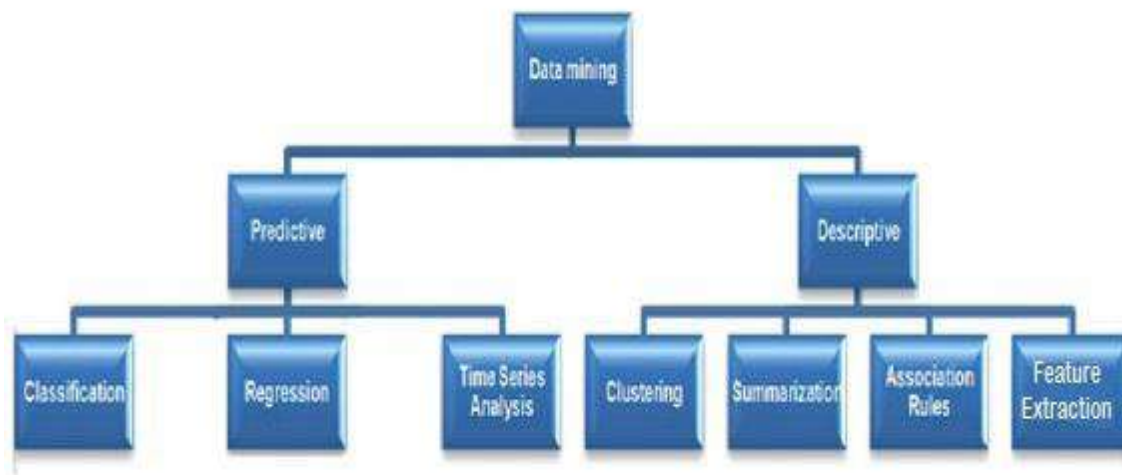 Data mining
Predictive
Descriptive
Classification
Regression
Time Series
Analysis
Clustering
Summarization
Association
Rules
Feature
Extraction